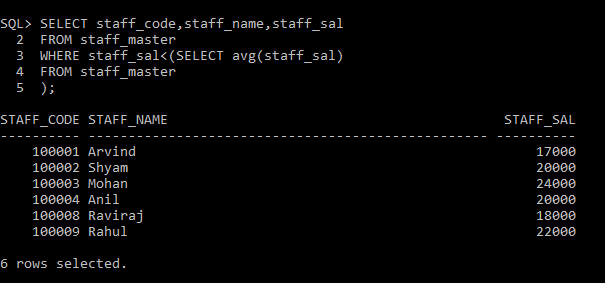 SQL> SELECT staff_code,staff_name,staff_sal
  2  FROM staff_master
  3  WHERE staff_sal<(SELECT avg(staff_sal)
  4  FROM staff_master
  5  );
STAFF_CODE STAFF_NAME                                          STAFF_SAL
---------- -------------------------------------------------- ----------
    100001 Arvind                                                  17000
    100002 Shyam                                                   20000
    100003 Mohan                                                   24000
    100004 Anil                                                    20000
    100008 Raviraj                                                 18000
    100009 Rahul                                                   22000
6 rows selected.